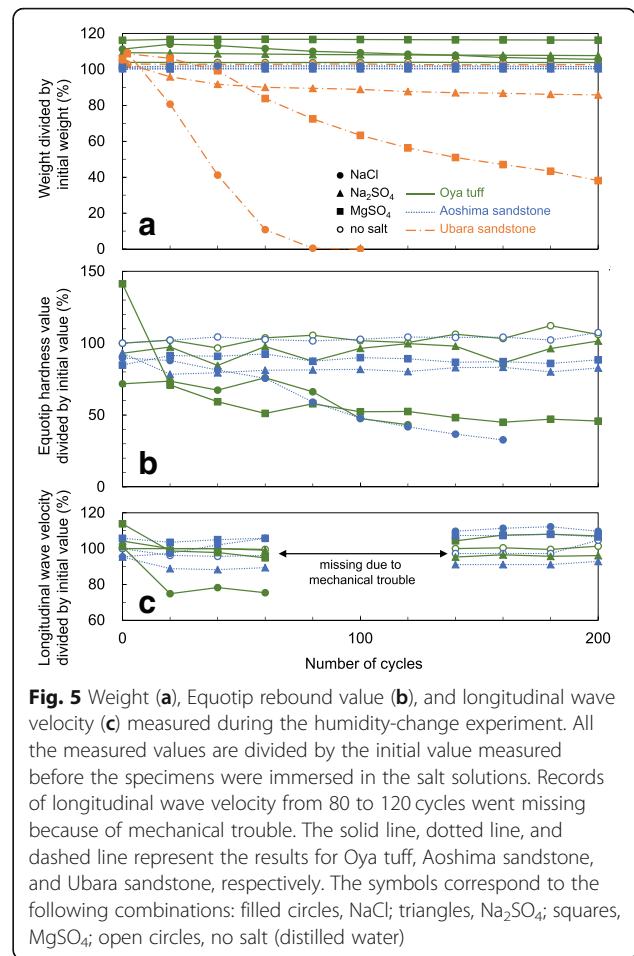 Weight divided by
initial weight (%)
120
100
80
60
40
20
0
a
NaCl
Na₂SO₄
MgSO₄
no salt
Oya tuff
Aoshima sandstone
Ubara sandstone
Equotip hardness value
divided by initial value (%)
150
100
50
0
b
Longitudinal wave velocity
divided by initial value (%)
120
100
80
60
c
missing due to
mechanical trouble
0
100
200
Number of cycles
Fig. 5 Weight (a), Equotip rebound value (b), and longitudinal wave
velocity (c) measured during the humidity-change experiment. All
the measured values are divided by the initial value measured
before the specimens were immersed in the salt solutions. Records
of longitudinal wave velocity from 80 to 120 cycles went missing
because of mechanical trouble. The solid line, dotted line, and
dashed line represent the results for Oya tuff, Aoshima sandstone,
and Ubara sandstone, respectively. The symbols correspond to the
following combinations: filled circles, NaCl; triangles, Na₂SO₄; squares,
MgSO₄; open circles, no salt (distilled water)